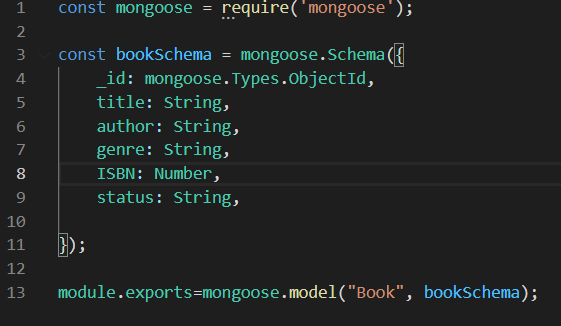 1 const mongoose = require('mongoose');
2
3 const bookSchema = mongoose.Schema({
4     _id: mongoose.Types.ObjectId,
5     title: String,
6     author: String,
7     genre: String,
8     ISBN: Number,
9     status: String,
10
11 });
12
13 module.exports=mongoose.model("Book", bookSchema);